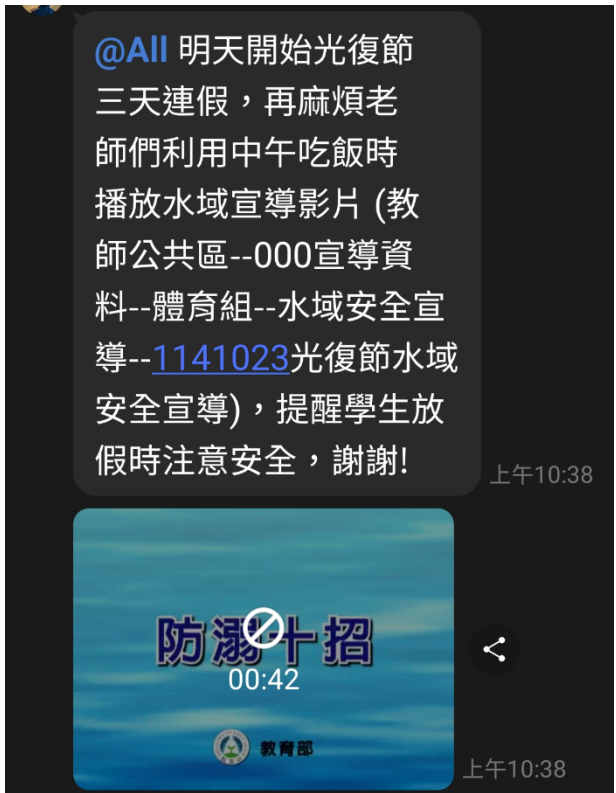 @All 明天開始光復節
三天連假，再麻煩老
師們利用中午吃飯時
播放水域宣導影片 (教
師公共區--000宣導資
料--體育組--水域安全宣
導--1141023光復節水域
安全宣導)，提醒學生放
假時注意安全，謝謝!
上午10:38
防溺十招
00:42
教育部
上午10:38